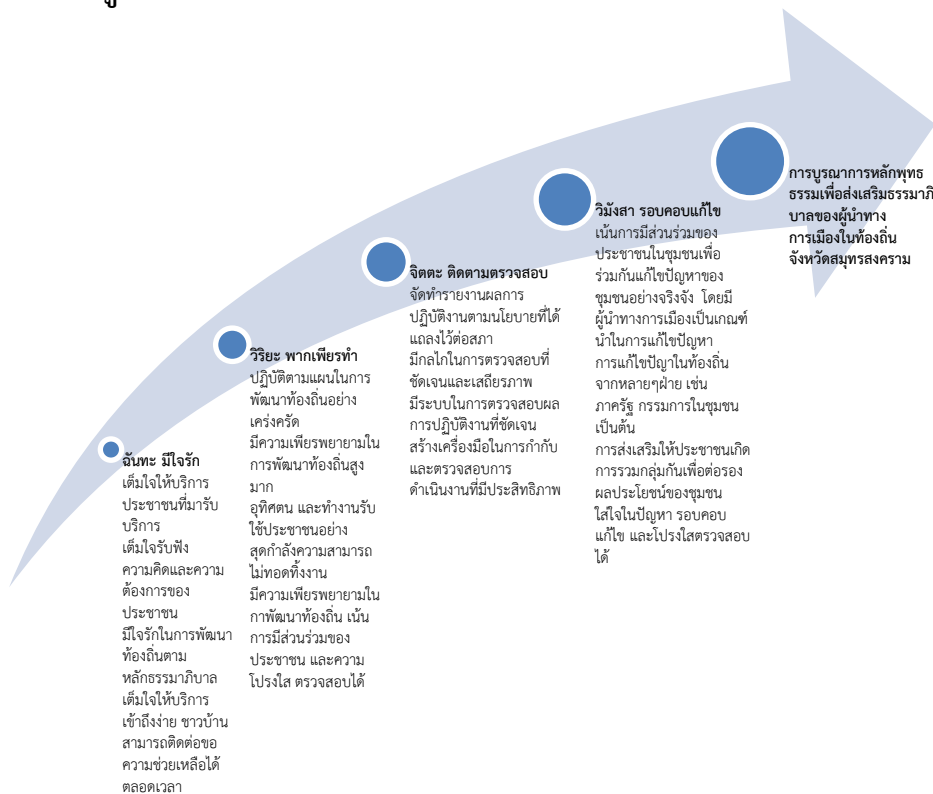 ฉันทะ มีใจรัก
เต็มใจให้บริการ
ประชาชนที่มารับ
บริการ
เต็มใจรับฟัง
ความคิดและความ
ต้องการของ
ประชาชน
มีใจรักในการพัฒนา
ท้องถิ่นตาม
หลักธรรมาภิบาล
เต็มใจให้บริการ
เข้าถึงง่าย ชาวบ้าน
สามารถติดต่อขอ
ความช่วยเหลือได้
ตลอดเวลา
วิริยะ พากเพียรทำ
ปฏิบัติตามแผนในการ
พัฒนาท้องถิ่นอย่าง
เคร่งครัด
มีความเพียรพยายามใน
การพัฒนาท้องถิ่นสูง
มาก
อุทิศตน และทำงานรับ
ใช้ประชาชนอย่าง
สุดกำลังความสามารถ
ไม่ทอดทิ้งงาน
มีความเพียรพยายามใน
กาพัฒนาท้องถิ่น เน้น
การมีส่วนร่วมของ
ประชาชน และความ
โปรงใส ตรวจสอบได้
จิตตะ ติดตามตรวจสอบ
จัดทำรายงานผลการ
ปฏิบัติงานตามนโยบายที่ได้
แถลงไว้ต่อสภา
มีกลไกในการตรวจสอบที่
ชัดเจนและเสถียรภาพ
มีระบบในการตรวจสอบผล
การปฏิบัติงานที่ชัดเจน
สร้างเครื่องมือในการกำกับ
และตรวจสอบการ
ดำเนินงานที่มีประสิทธิภาพ
วิมังสา รอบคอบแก้ไข
เน้นการมีส่วนร่วมของ
ประชาชนในชุมชนเพื่อ
ร่วมกันแก้ไขปัญหาของ
ชุมชนอย่างจริงจัง โดยมี
ผู้นำทางการเมืองเป็นเกณฑ์
นำในการแก้ไขปัญหา
การแก้ไขปัญาในท้องถิ่น
จากหลายๆฝ่าย เช่น
ภาครัฐ กรรมการในชุมชน
เป็นต้น
การส่งเสริมให้ประชาชนเกิด
การรวมกลุ่มกันเพื่อต่อรอง
ผลประโยชน์ของชุมชน
ใส่ใจในปัญหา รอบคอบ
แก้ไข และโปรงใสตรวจสอบ
ได้
การบูรณาการหลักพุทธ
ธรรมเพื่อส่งเสริมธรรมาภิ
บาลของผู้นำทาง
การเมืองในท้องถิ่น
จังหวัดสมุทรสงคราม